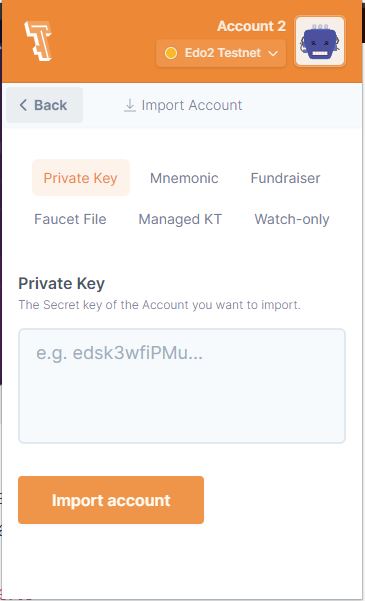 Account 2
Edo2 Testnet
Back
Import Account
Private Key Mnemonic Fundraiser
Faucet File Managed KT Watch-only
Private Key
The Secret key of the Account you want to import.
e.g. edsk3wfiPMu...
Import account